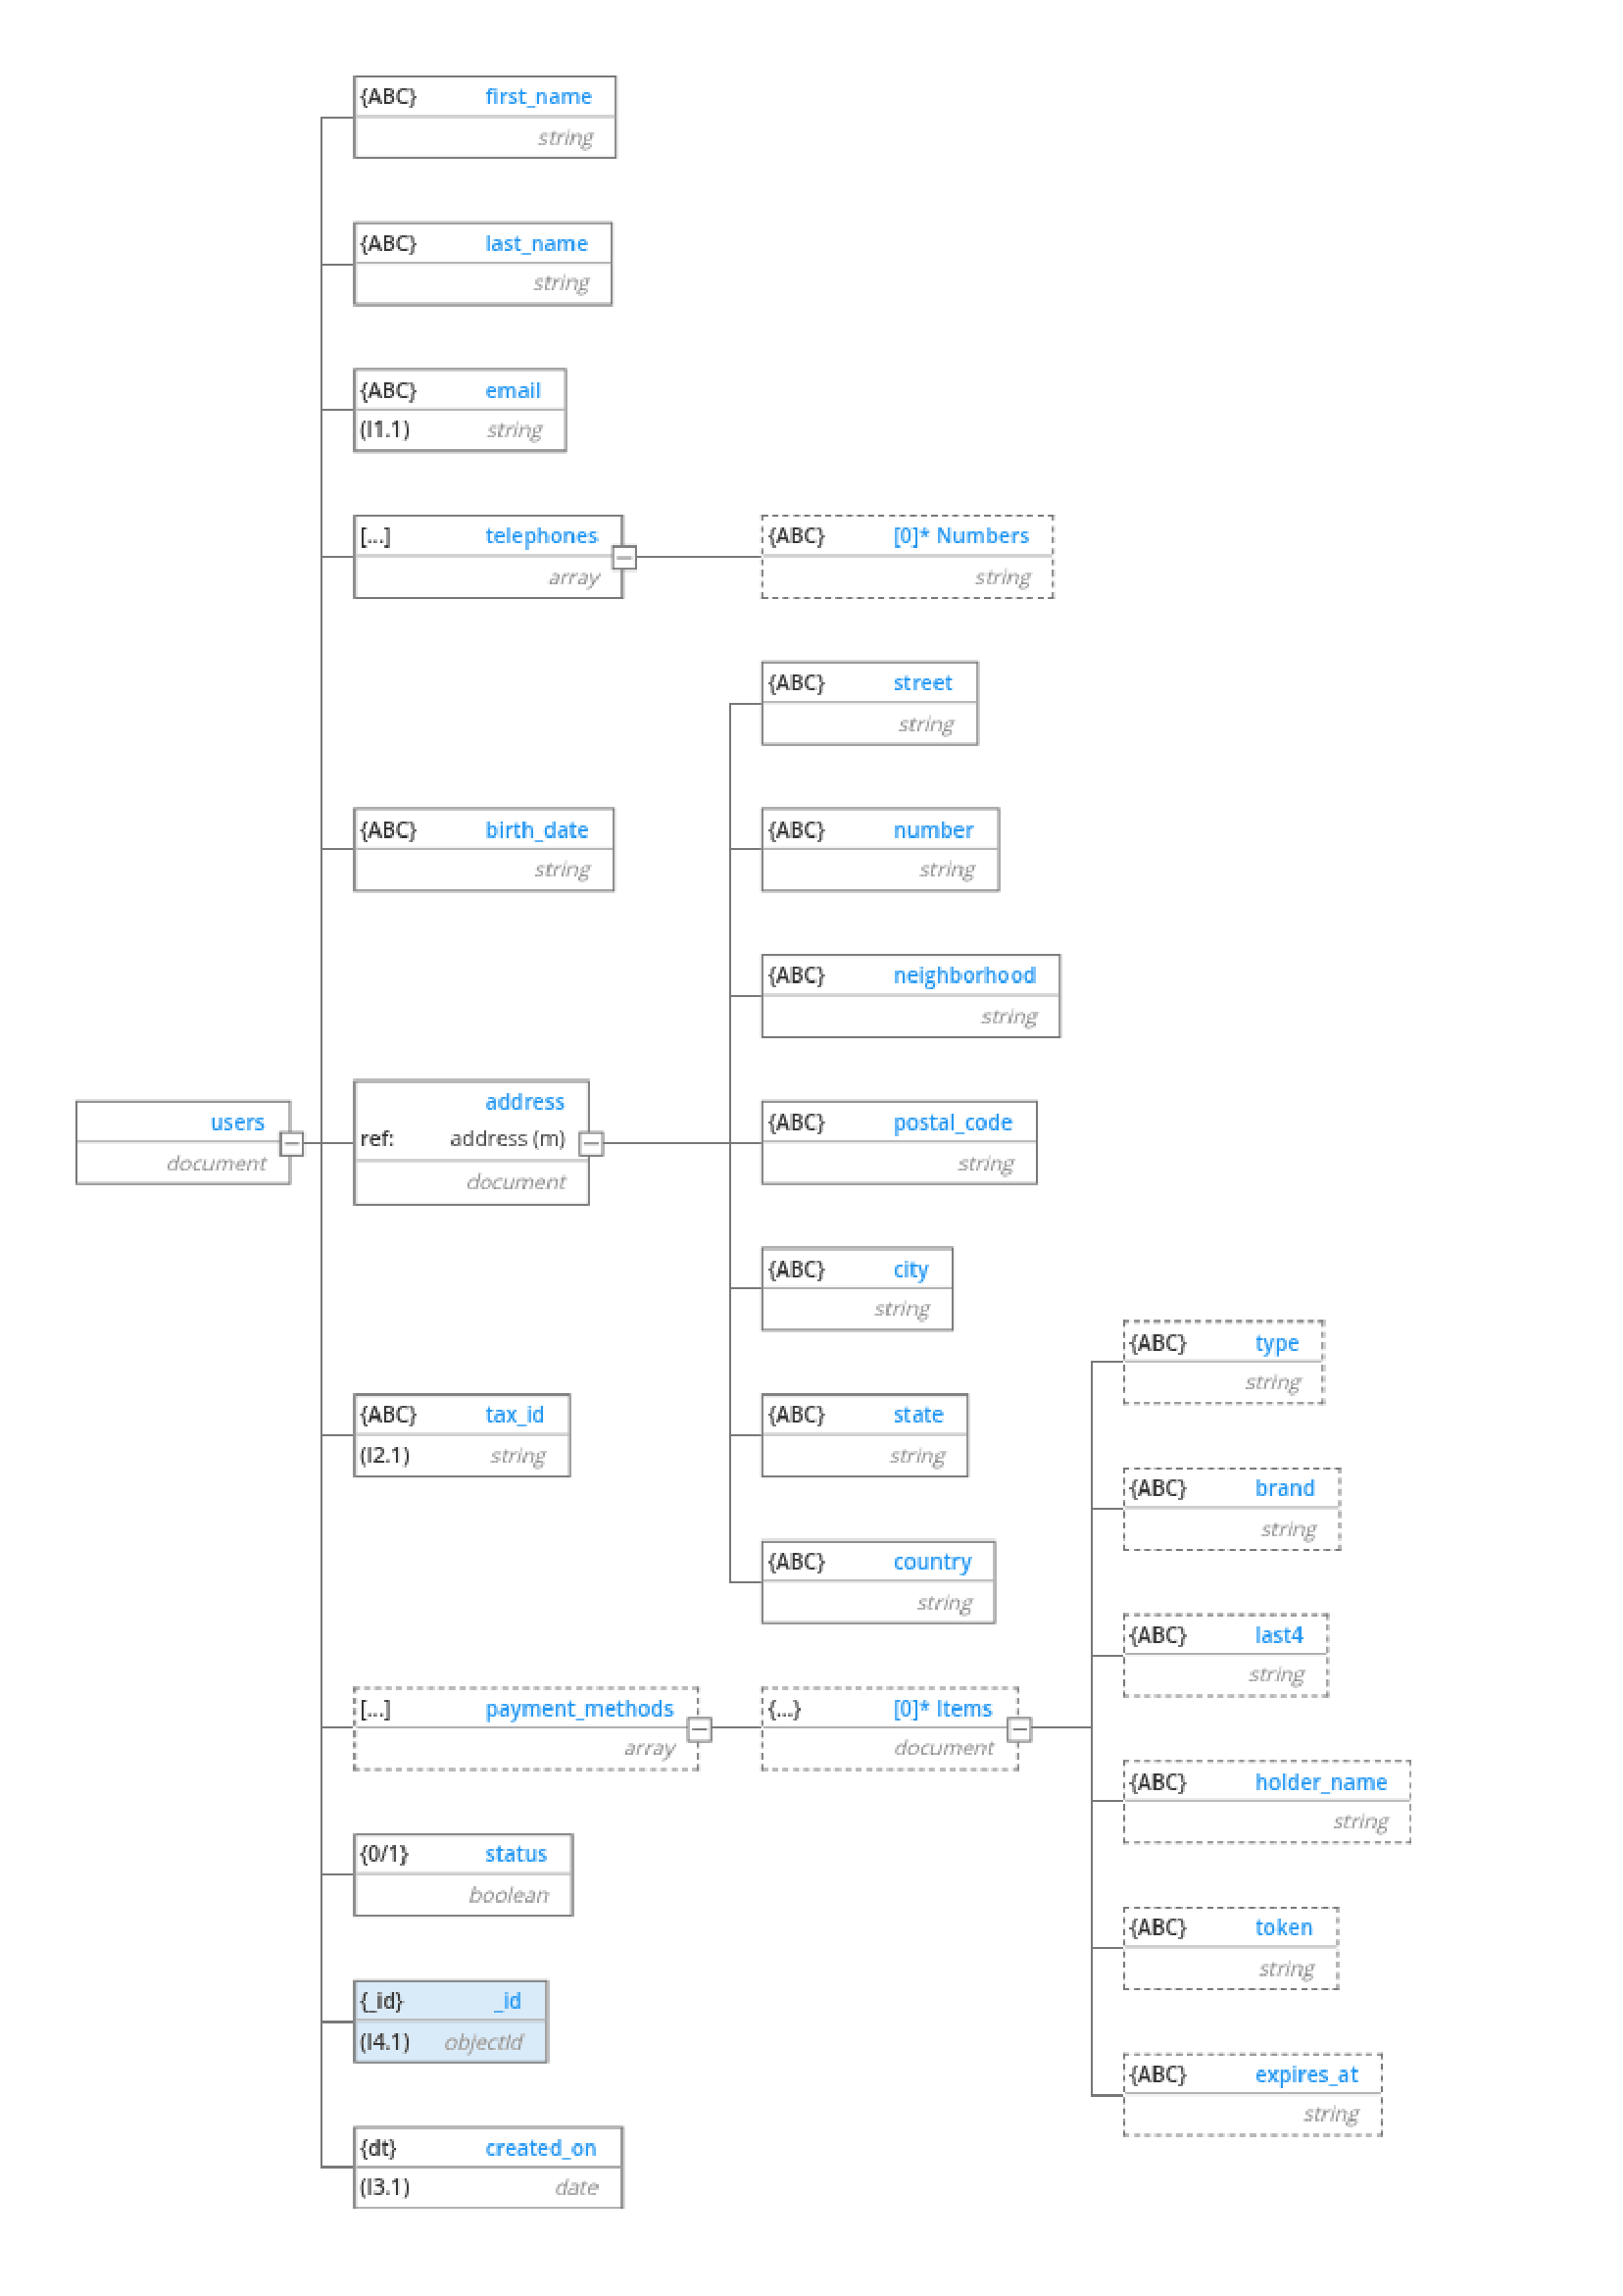 {ABC} first_name
string
{ABC} last_name
string
{ABC} email
(I1.1) string
[...] telephones
array
{ABC} [0]* Numbers
string
{ABC} street
string
{ABC} birth_date
string
{ABC} number
string
{ABC} neighborhood
string
users
document
address
ref: address (m)
document
{ABC} postal_code
string
{ABC} city
string
{ABC} type
string
{ABC} tax_id
(I2.1) string
{ABC} state
string
{ABC} brand
string
{ABC} country
string
{ABC} last4
string
[...] payment_methods
array
{...} [0]* Items
document
{ABC} holder_name
string
{0/1} status
boolean
{ABC} token
string
{_id} _id
(I4.1) objectId
{ABC} expires_at
string
{dt} created_on
(I3.1) date